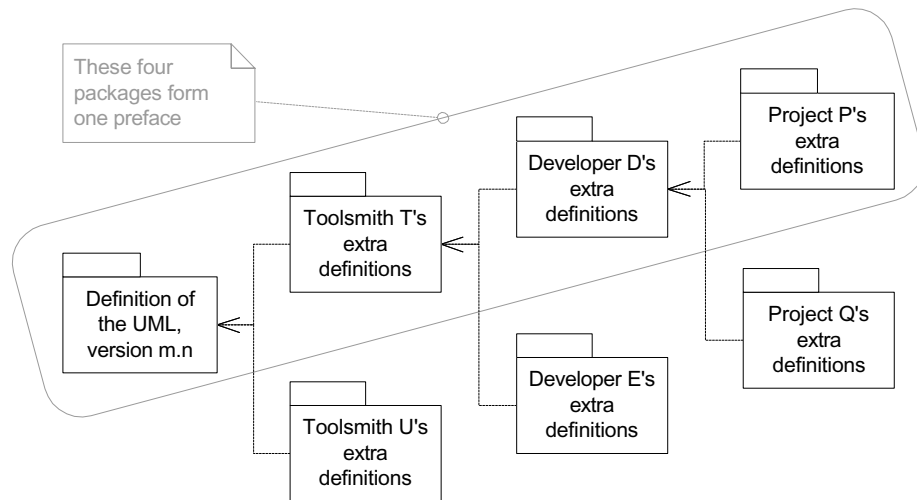 These four
packages form
one preface
Project P's
extra
definitions
Developer D's
extra
definitions
Toolsmith T's
extra
definitions
Definition of
the UML,
version m.n
Project Q's
extra
definitions
Developer E's
extra
definitions
Toolsmith U's
extra
definitions